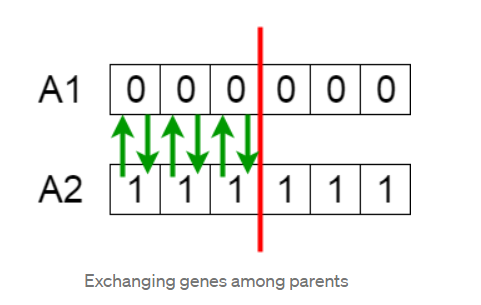 A1 0 0 0 0 0 0
A2 1 1 1 1 1 1
Exchanging genes among parents